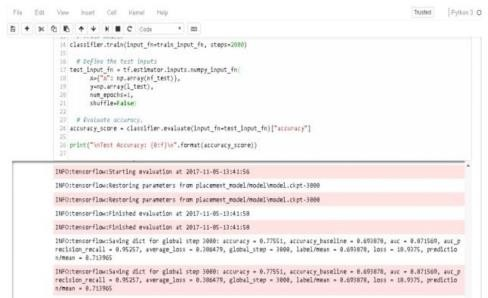 File Edit View Insert Cell Kernel Help Trusted Python 3
Code
14 classifier.train(input_fn=train_input_fn, steps=2000)
15
16 # Define the test inputs
17 test_input_fn = tf.estimator.inputs.numpy_input_fn(
18 x={"X": np.array(nf_test)},
19 y=np.array(l_test),
20 num_epochs=1,
21 shuffle=False)
22
23 # Evaluate accuracy.
24 accuracy_score = classifier.evaluate(input_fn=test_input_fn)["accuracy"]
25
26 print("\nTest Accuracy: {0:f}\n".format(accuracy_score))
27
INFO:tensorflow:Starting evaluation at 2017-11-05-13:41:56
INFO:tensorflow:Restoring parameters from placement_model/model\model.ckpt-3000
INFO:tensorflow:Restoring parameters from placement_model/model\model.ckpt-3000
INFO:tensorflow:Finished evaluation at 2017-11-05-13:41:58
INFO:tensorflow:Finished evaluation at 2017-11-05-13:41:58
INFO:tensorflow:Saving dict for global step 3000: accuracy = 0.77551, accuracy_baseline = 0.693878, auc = 0.871569, auc_p
recision_recall = 0.95257, average_loss = 0.386479, global_step = 3000, label/mean = 0.693878, loss = 18.9375, predictio
n/mean = 0.713965
INFO:tensorflow:Saving dict for global step 3000: accuracy = 0.77551, accuracy_baseline = 0.693878, auc = 0.871569, auc_p
recision_recall = 0.95257, average_loss = 0.386479, global_step = 3000, label/mean = 0.693878, loss = 18.9375, predictio
n/mean = 0.713965